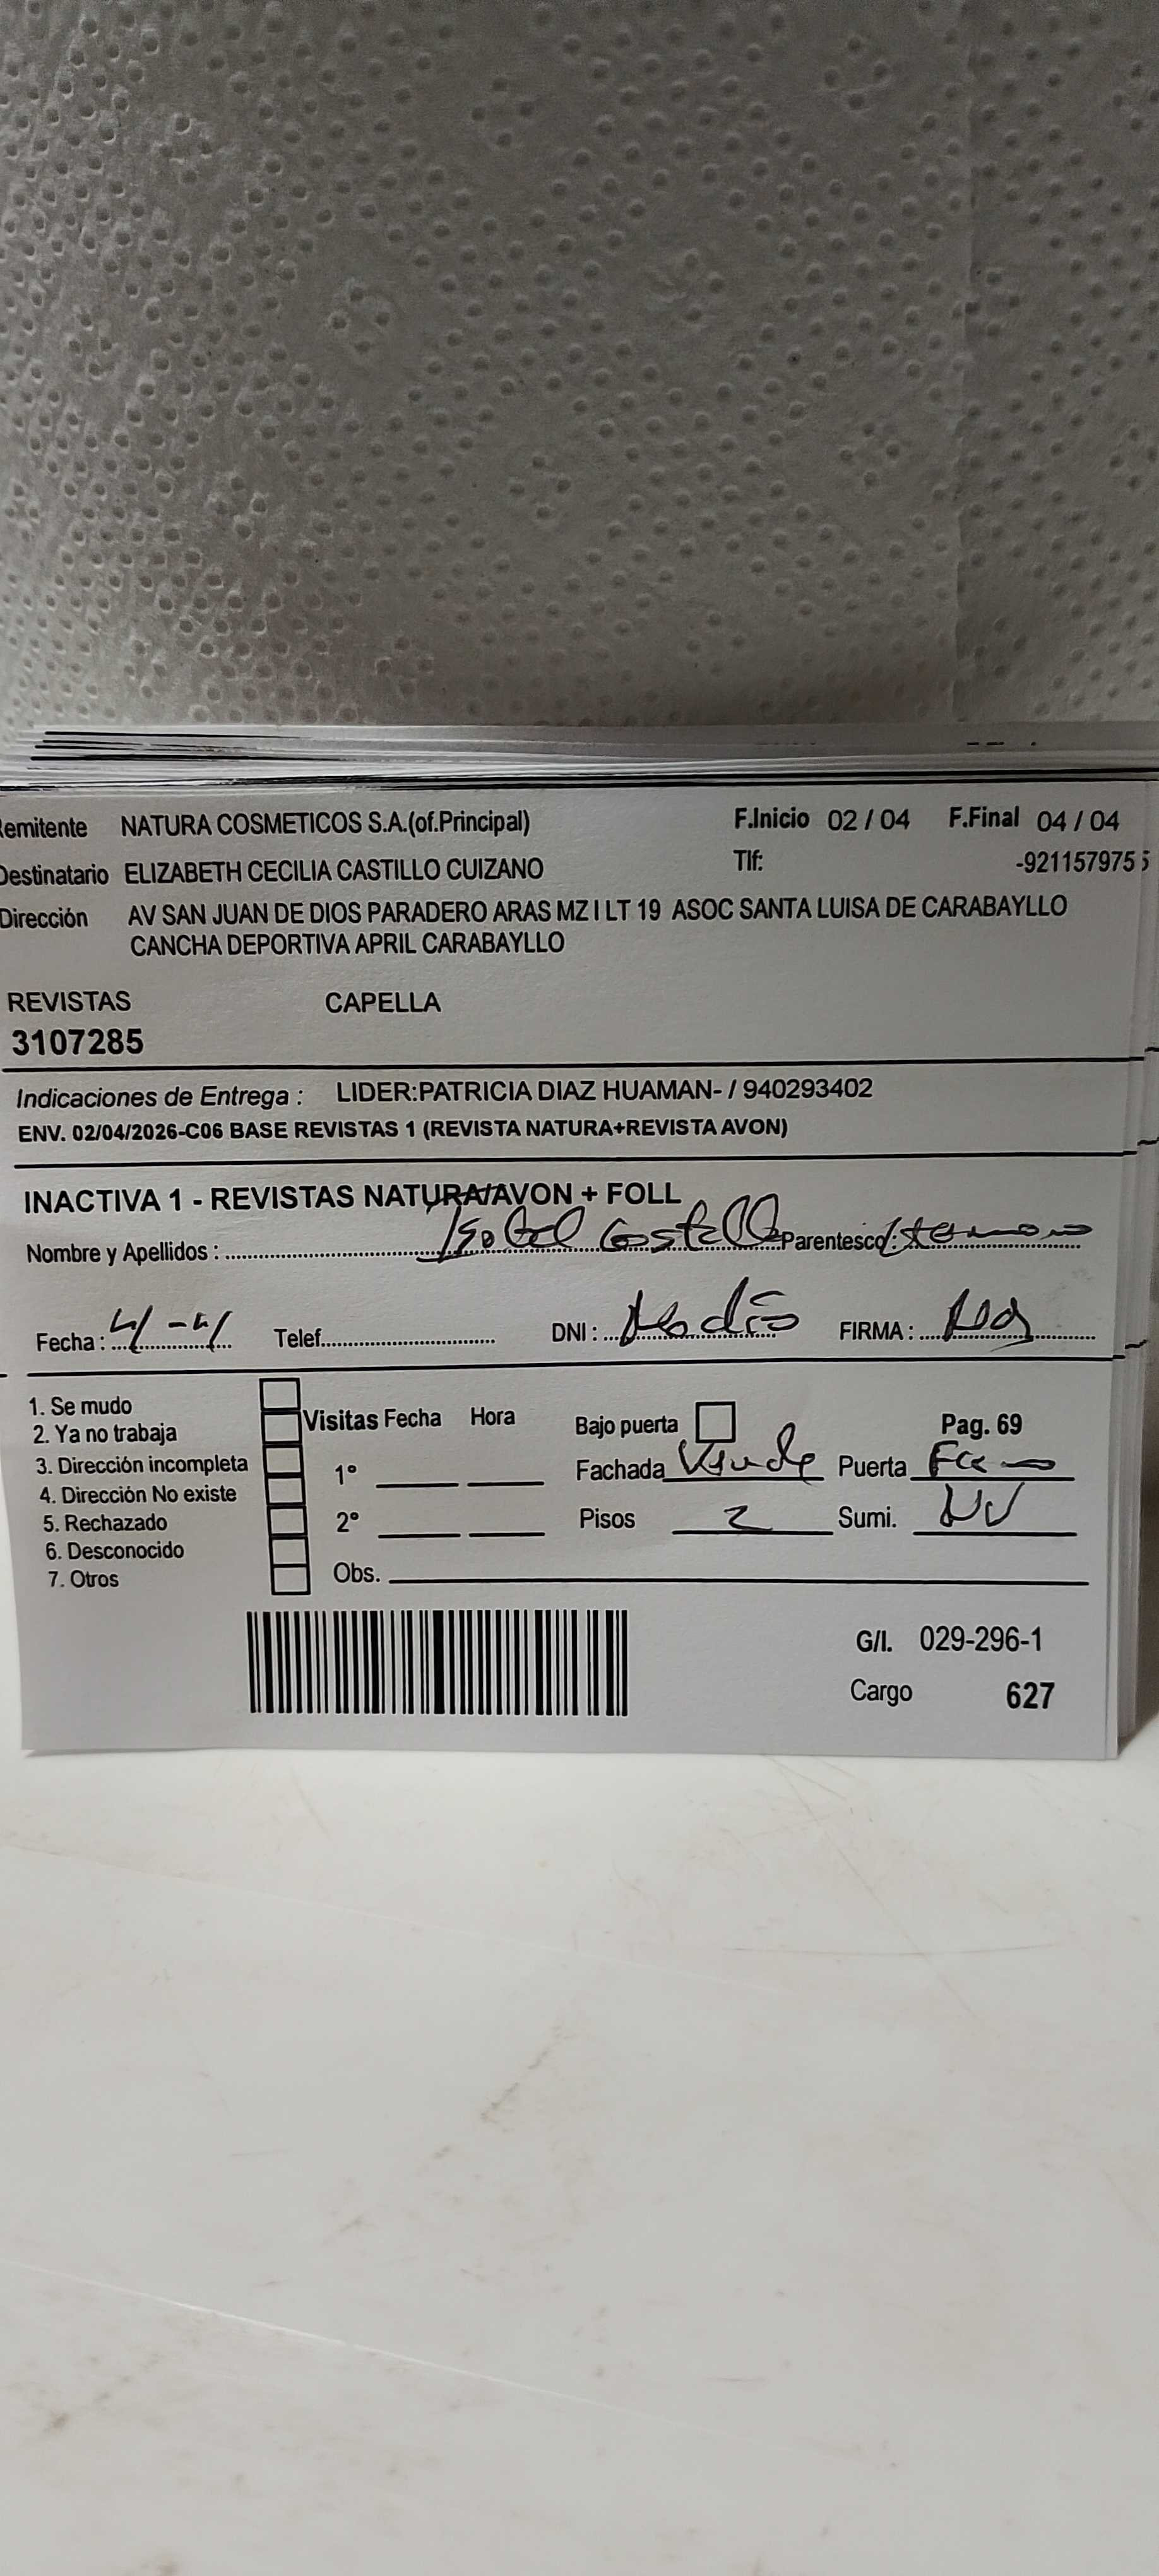 Remitente NATURA COSMETICOS S.A.(of.Principal) F.Inicio 02 / 04 F.Final 04 / 04
Destinatario ELIZABETH CECILIA CASTILLO CUIZANO Tlf: -921157975
Dirección AV SAN JUAN DE DIOS PARADERO ARAS MZ I LT 19 ASOC SANTA LUISA DE CARABAYLLO
CANCHA DEPORTIVA APRIL CARABAYLLO
REVISTAS CAPELLA
3107285
Indicaciones de Entrega : LIDER:PATRICIA DIAZ HUAMAN- / 940293402
ENV. 02/04/2026-C06 BASE REVISTAS 1 (REVISTA NATURA+REVISTA AVON)
INACTIVA 1 - REVISTAS NATURA/AVON + FOLL
Nombre y Apellidos : Isabel Castillo Parentesco: Hermano
Fecha : 4/-4/ Telef. DNI : No dio FIRMA :
1. Se mudo
2. Ya no trabaja Visitas Fecha Hora Bajo puerta Pag. 69
3. Dirección incompleta 1° Fachada Verde Puerta
4. Dirección No existe
5. Rechazado 2° Pisos 2 Sumi. NV
6. Desconocido
7. Otros Obs.
G/I. 029-296-1
Cargo 627